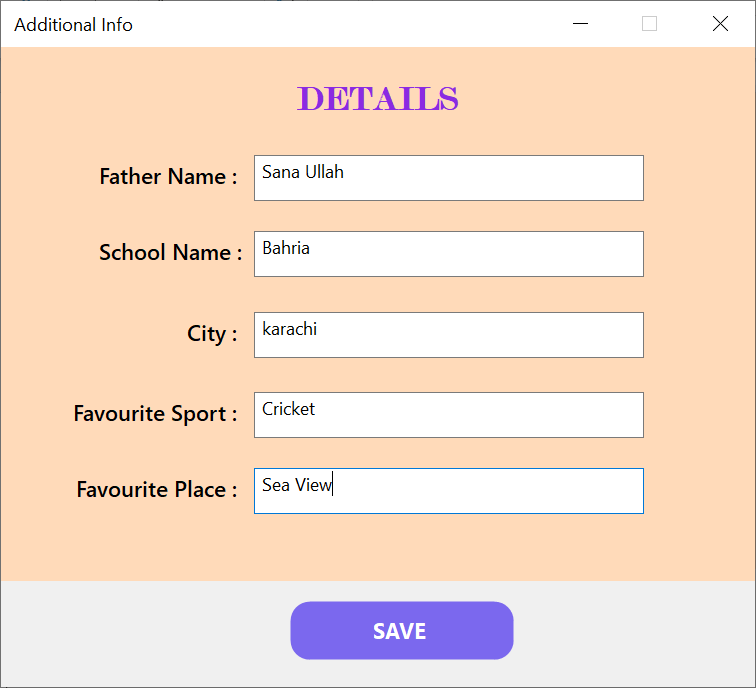 Additional Info
DETAILS
Father Name : Sana Ullah
School Name : Bahria
City : karachi
Favourite Sport : Cricket
Favourite Place : Sea View
SAVE